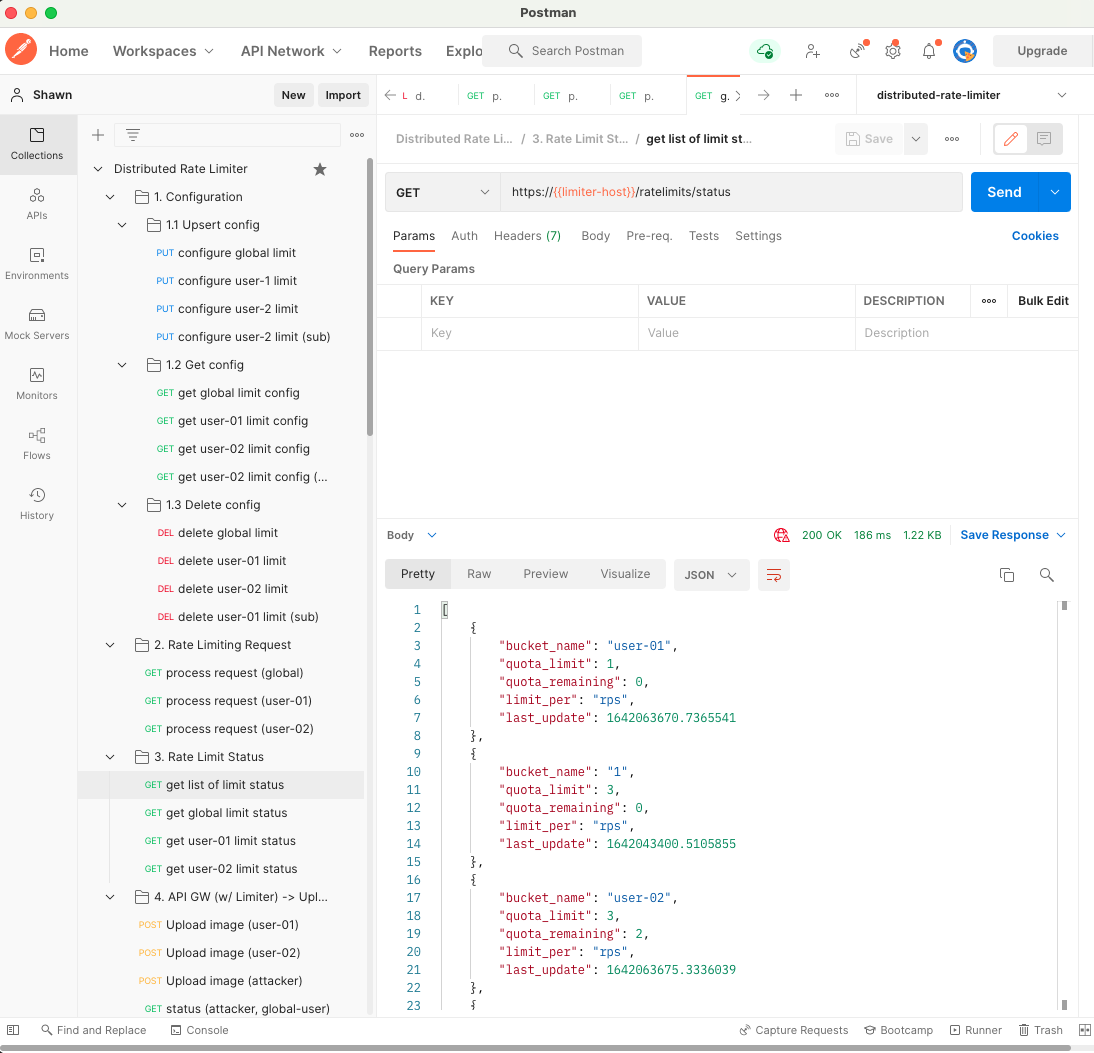 Postman
Home Workspaces API Network Reports Explo Search Postman Upgrade
Shawn New Import
L d. GET p. GET p. GET p. GET g. distributed-rate-limiter
Collections
APIs
Environments
Mock Servers
Monitors
Flows
History
Distributed Rate Limiter
1. Configuration
1.1 Upsert config
PUT configure global limit
PUT configure user-1 limit
PUT configure user-2 limit
PUT configure user-2 limit (sub)
1.2 Get config
GET get global limit config
GET get user-01 limit config
GET get user-02 limit config
GET get user-02 limit config (...
1.3 Delete config
DEL delete global limit
DEL delete user-01 limit
DEL delete user-02 limit
DEL delete user-01 limit (sub)
2. Rate Limiting Request
GET process request (global)
GET process request (user-01)
GET process request (user-02)
3. Rate Limit Status
GET get list of limit status
GET get global limit status
GET get user-01 limit status
GET get user-02 limit status
4. API GW (w/ Limiter) -> Upl...
POST Upload image (user-01)
POST Upload image (user-02)
POST Upload image (attacker)
GET status (attacker, global-user)
Distributed Rate Li... / 3. Rate Limit St... / get list of limit st... Save
GET https://{{limiter-host}}/ratelimits/status Send
Params Auth Headers (7) Body Pre-req. Tests Settings Cookies
Query Params
KEY VALUE DESCRIPTION Bulk Edit
Key Value Description
Body 200 OK 186 ms 1.22 KB Save Response
Pretty Raw Preview Visualize JSON
1 [
2 {
3 "bucket_name": "user-01",
4 "quota_limit": 1,
5 "quota_remaining": 0,
6 "limit_per": "rps",
7 "last_update": 1642063670.7365541
8 },
9 {
10 "bucket_name": "1",
11 "quota_limit": 3,
12 "quota_remaining": 0,
13 "limit_per": "rps",
14 "last_update": 1642043400.5105855
15 },
16 {
17 "bucket_name": "user-02",
18 "quota_limit": 3,
19 "quota_remaining": 2,
20 "limit_per": "rps",
21 "last_update": 1642063675.3336039
22 },
23 {
Find and Replace Console Capture Requests Bootcamp Runner Trash